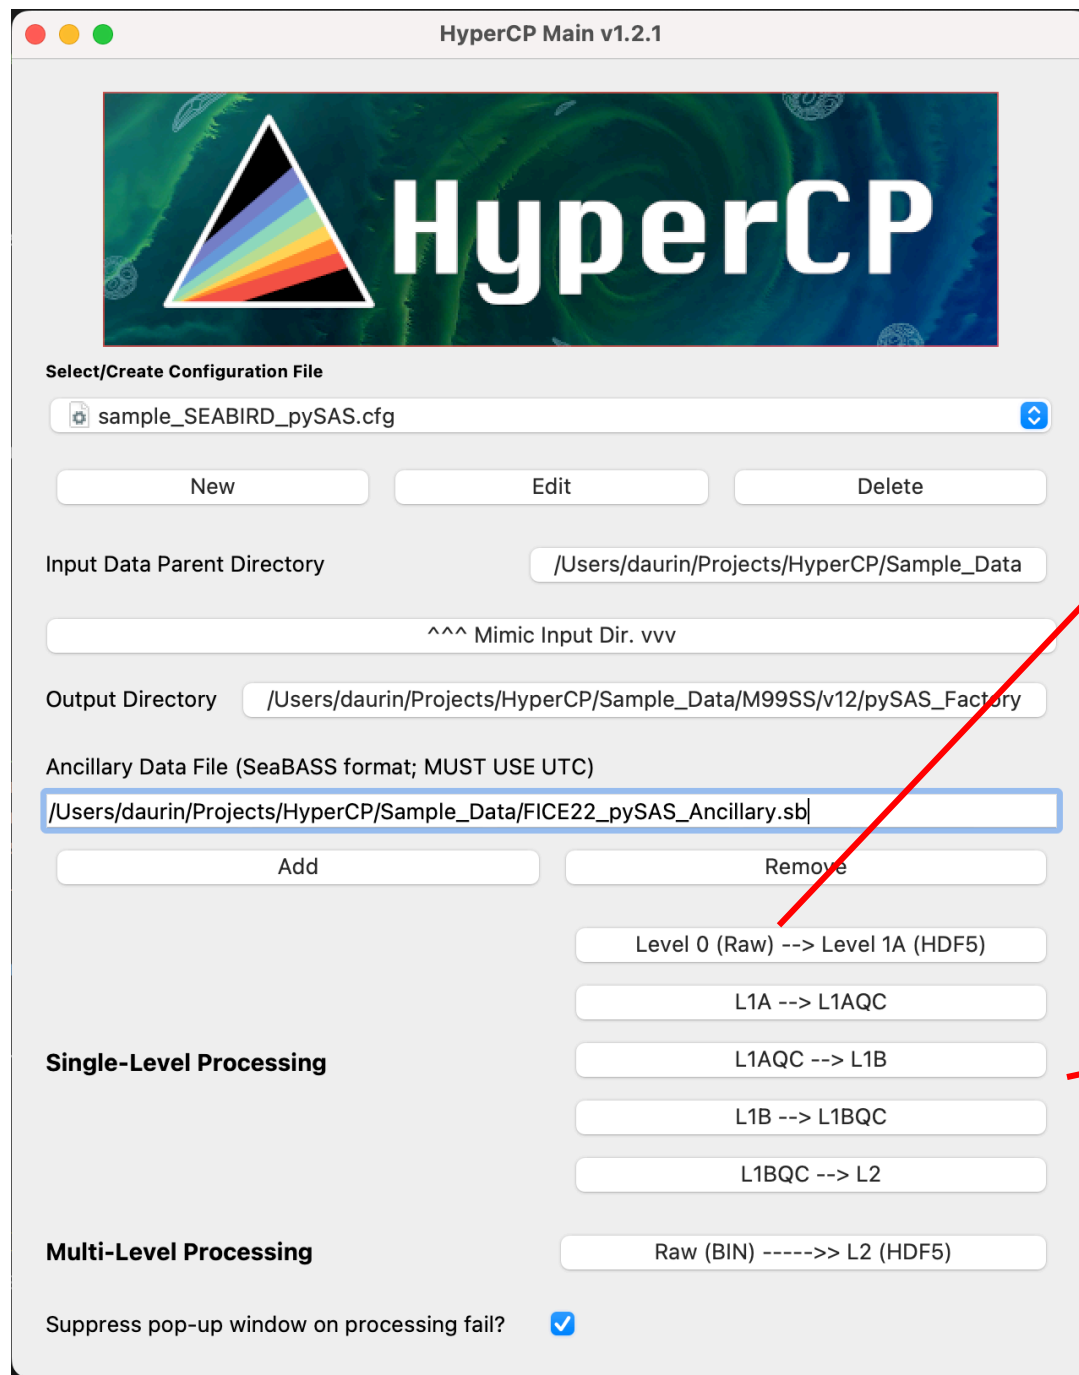 HyperCP Main v1.2.1
HyperCP
Select/Create Configuration File
sample_SEABIRD_pySAS.cfg
New Edit Delete
Input Data Parent Directory /Users/daurin/Projects/HyperCP/Sample_Data
^^^ Mimic Input Dir. vvv
Output Directory /Users/daurin/Projects/HyperCP/Sample_Data/M99SS/v12/pySAS_Factory
Ancillary Data File (SeaBASS format; MUST USE UTC)
/Users/daurin/Projects/HyperCP/Sample_Data/FICE22_pySAS_Ancillary.sb
Add Remove
Level 0 (Raw) --> Level 1A (HDF5)
L1A --> L1AQC
Single-Level Processing L1AQC --> L1B
L1B --> L1BQC
L1BQC --> L2
Multi-Level Processing Raw (BIN) ----->> L2 (HDF5)
Suppress pop-up window on processing fail?